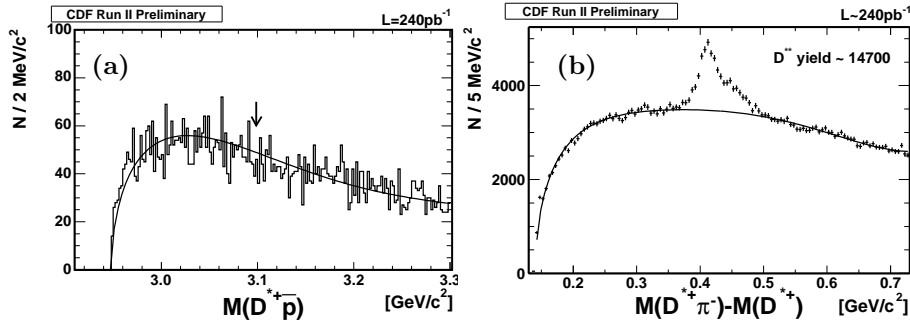 CDF Run II Preliminary
L=240pb⁻¹
N / 2 MeV/c²
100
80
60
40
20
0
(a)
3.0
3.1
3.2
3.3
M(D*⁺p̅)
[GeV/c²]
CDF Run II Preliminary
L~240pb⁻¹
N / 5 MeV/c²
4000
2000
0
(b)
D** yield ~ 14700
0.2
0.3
0.4
0.5
0.6
0.7
M(D*⁺π⁻)-M(D*⁺)
[GeV/c²]